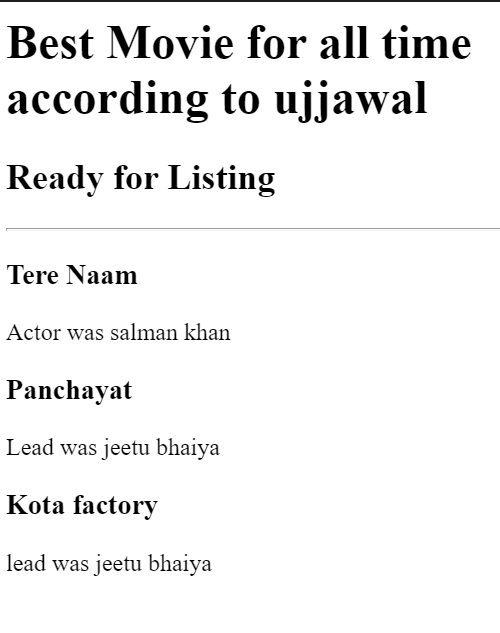 Best Movie for all time
according to ujjawal
Ready for Listing
Tere Naam
Actor was salman khan
Panchayat
Lead was jeetu bhaiya
Kota factory
lead was jeetu bhaiya